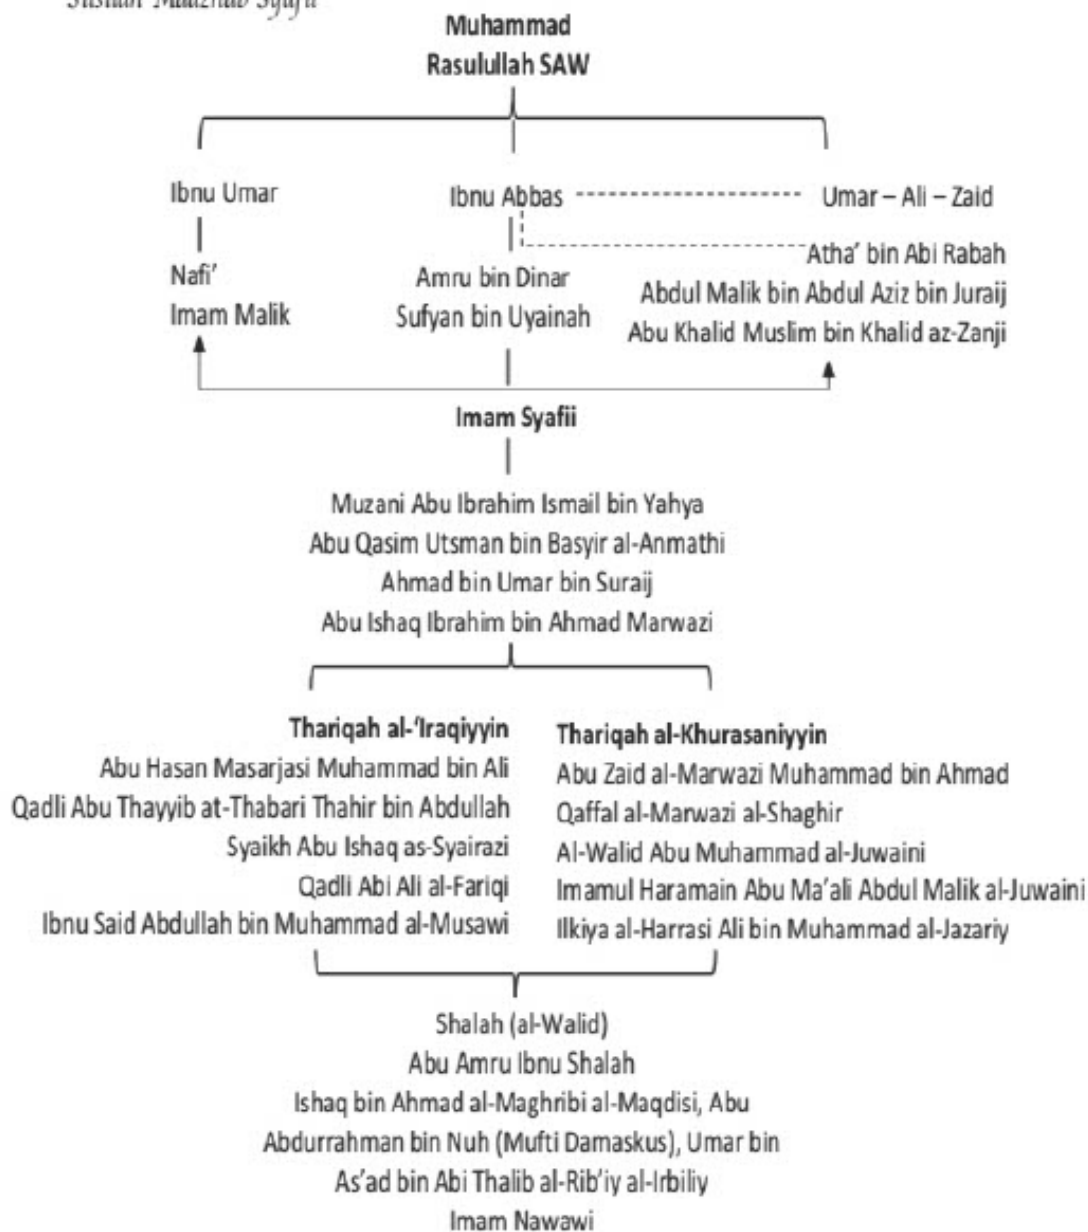 Madzhab Syafii
Muhammad
Rasulullah SAW
Ibnu Umar
Ibnu Abbas
Umar – Ali – Zaid
Nafi’
Imam Malik
Amru bin Dinar
Sufyan bin Uyainah
Atha’ bin Abi Rabah
Abdul Malik bin Abdul Aziz bin Juraij
Abu Khalid Muslim bin Khalid az-Zanji
Imam Syafii
Muzani Abu Ibrahim Ismail bin Yahya
Abu Qasim Utsman bin Basyir al-Anmathi
Ahmad bin Umar bin Suraij
Abu Ishaq Ibrahim bin Ahmad Marwazi
Thariqah al-‘Iraqiyyin
Abu Hasan Masarjasi Muhammad bin Ali
Qadli Abu Thayyib at-Thabari Thahir bin Abdullah
Syaikh Abu Ishaq as-Syairazi
Qadli Abi Ali al-Fariqi
Ibnu Said Abdullah bin Muhammad al-Musawi
Thariqah al-Khurasaniyyin
Abu Zaid al-Marwazi Muhammad bin Ahmad
Qaffal al-Marwazi al-Shaghir
Al-Walid Abu Muhammad al-Juwaini
Imamul Haramain Abu Ma’ali Abdul Malik al-Juwaini
Ilkiya al-Harrasi Ali bin Muhammad al-Jazariy
Shalah (al-Walid)
Abu Amru Ibnu Shalah
Ishaq bin Ahmad al-Maghribi al-Maqdisi, Abu
Abdurrahman bin Nuh (Mufti Damaskus), Umar bin
As’ad bin Abi Thalib al-Rib’iy al-Irbiliy
Imam Nawawi